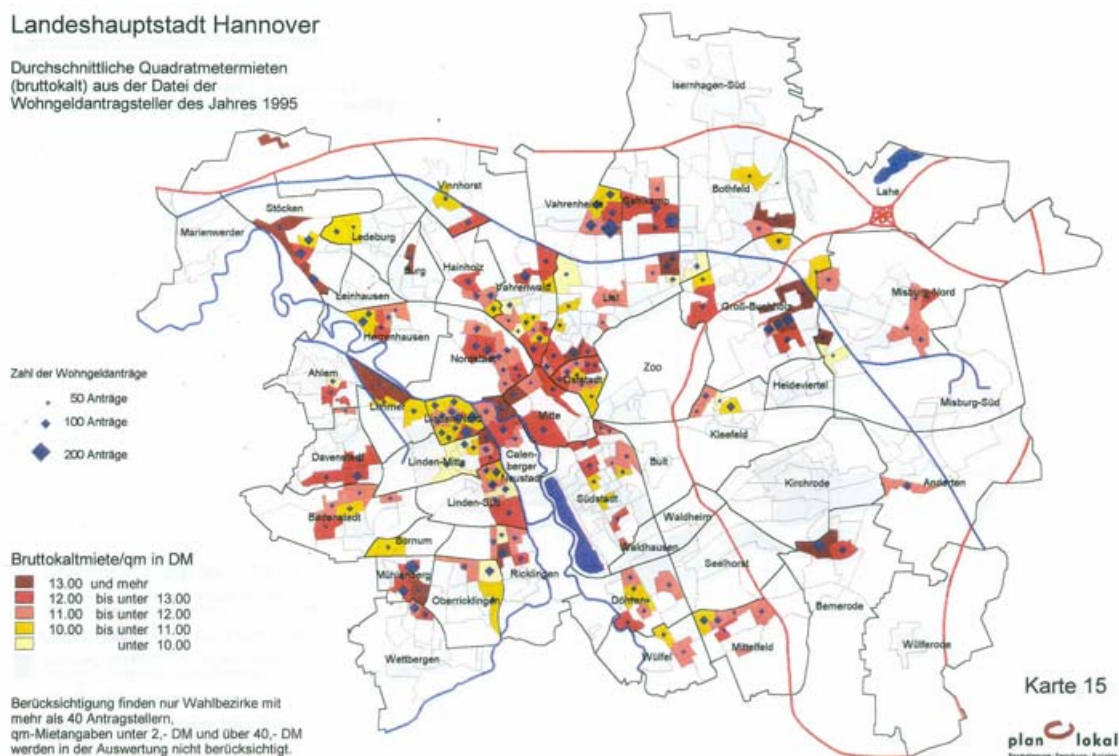 Landeshauptstadt Hannover
Durchschnittliche Quadratmetermieten
(bruttokalt) aus der Datei der
Wohngeldantragsteller des Jahres 1995
Isernhagen-Süd
Lahe
Bothfeld
Vinnhorst
Vahrenheide
Sahlkamp
Stöcken
Marienwerder
Ledeburg
Burg
Hainholz
Vahrenwald
List
Leinhausen
Herrenhausen
Groß-Buchholz
Misburg-Nord
Nordstadt
Zoo
Oststadt
Ahlem
Heideviertel
Misburg-Süd
Limmer
Mitte
Kleefeld
Zahl der Wohngeldanträge
50 Anträge
100 Anträge
200 Anträge
Davenstedt
Linden-Mitte
Calen-
berger
Neustadt
Bult
Kirchrode
Anderten
Badenstedt
Linden-Süd
Südstadt
Waldheim
Bornum
Waldhausen
Seelhorst
Mühlenberg
Oberricklingen
Ricklingen
Döhren
Bemerode
Wettbergen
Wülfel
Mittelfeld
Wülferode
Bruttokaltmiete/qm in DM
13.00 und mehr
12.00 bis unter 13.00
11.00 bis unter 12.00
10.00 bis unter 11.00
unter 10.00
Berücksichtigung finden nur Wahlbezirke mit
mehr als 40 Antragstellern,
qm-Mietangaben unter 2,- DM und über 40,- DM
werden in der Auswertung nicht berücksichtigt.
Karte 15
plan lokal